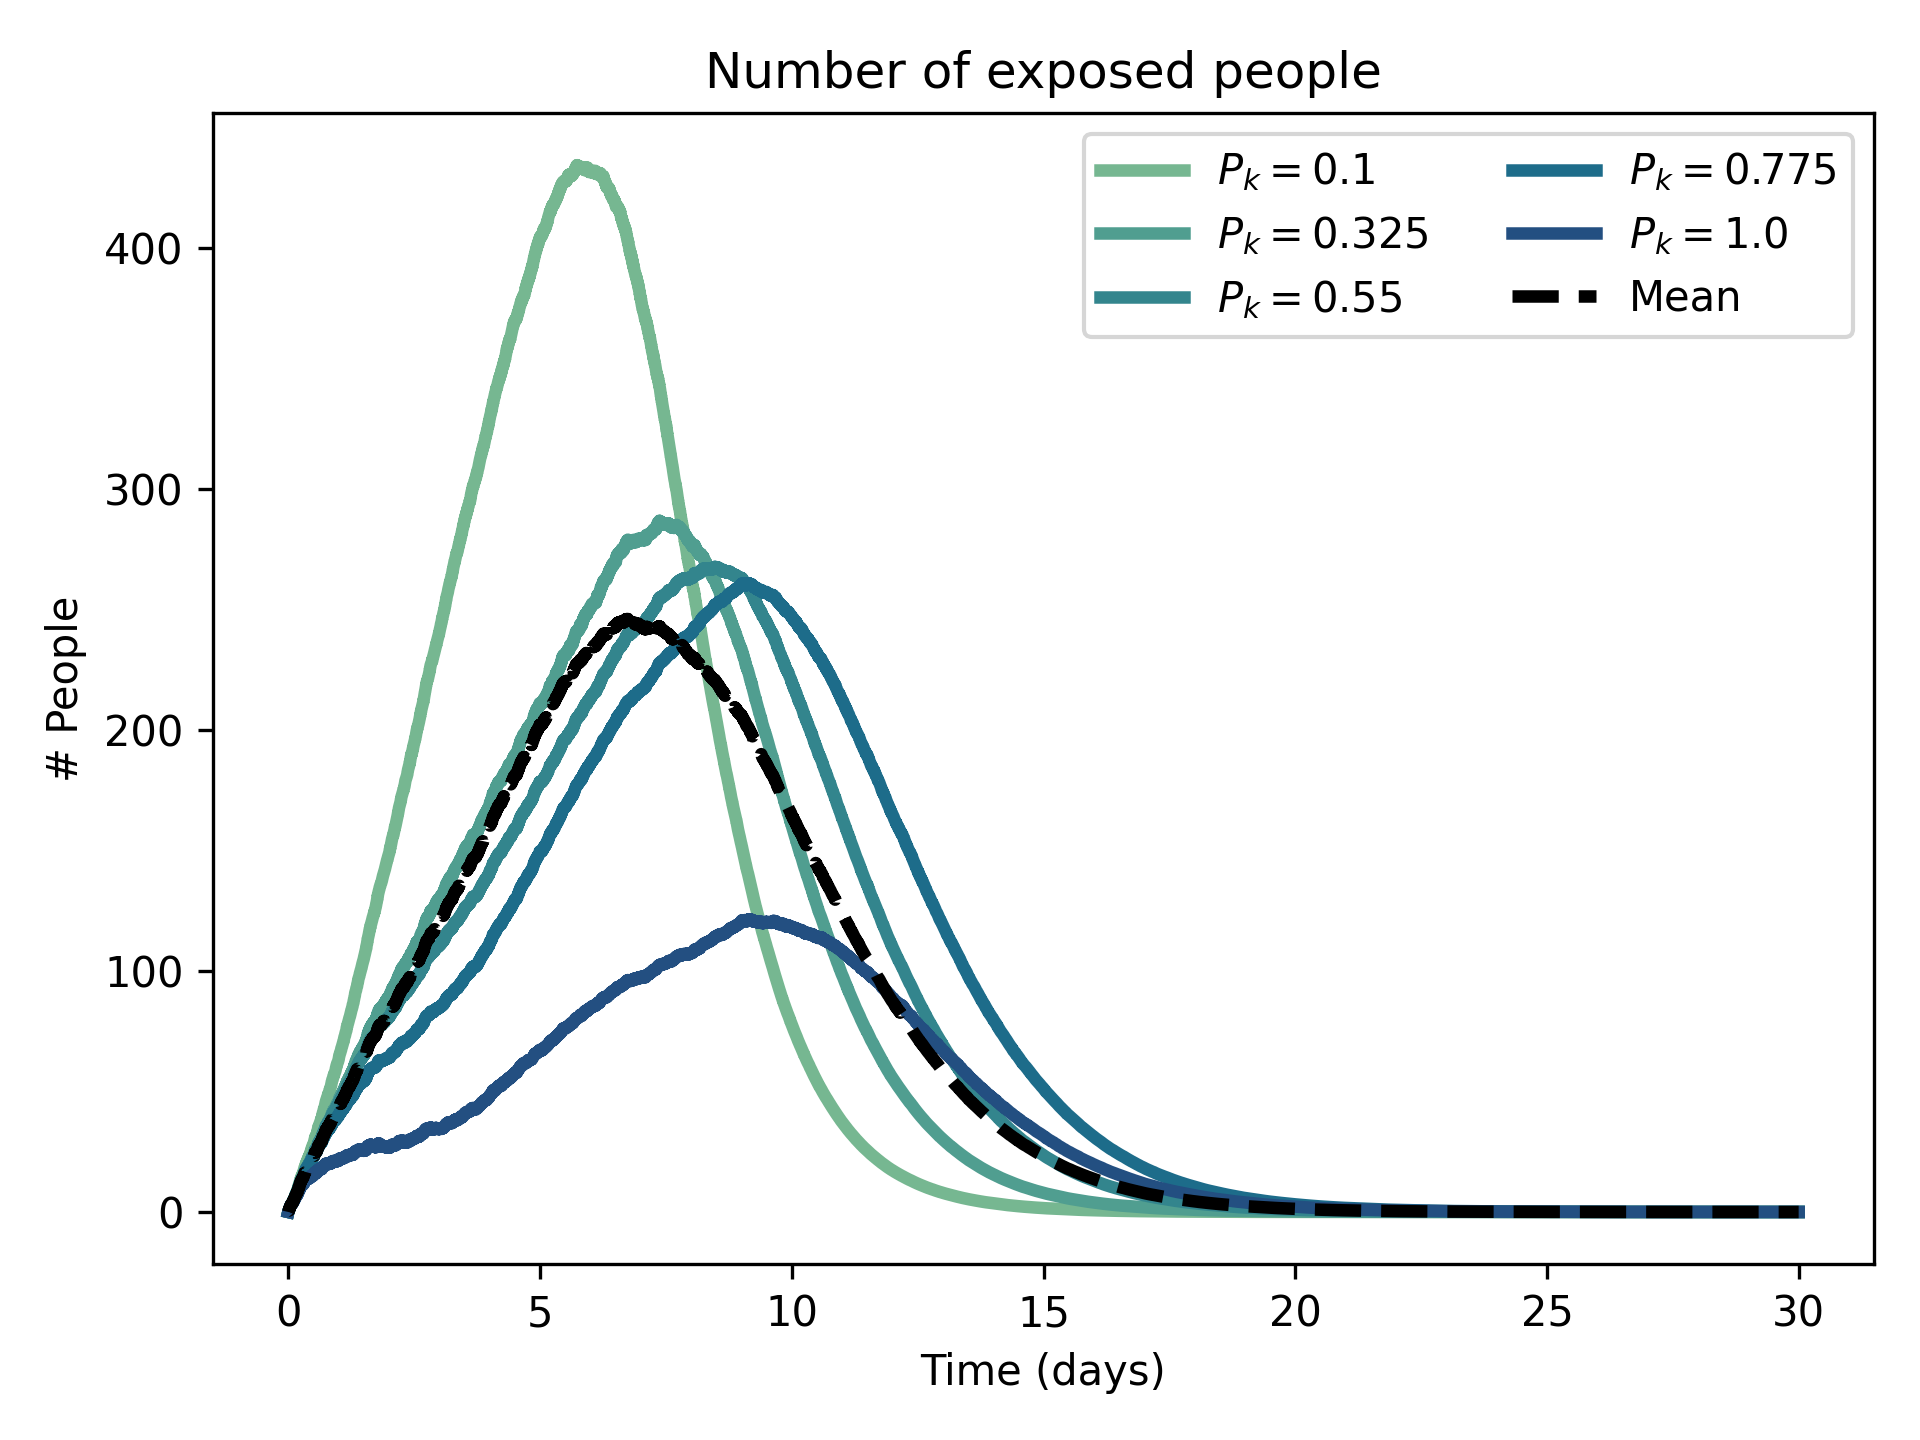 Number of exposed people
P_k = 0.1
P_k = 0.325
P_k = 0.55
P_k = 0.775
P_k = 1.0
Mean
# People
400
300
200
100
0
0 5 10 15 20 25 30
Time (days)